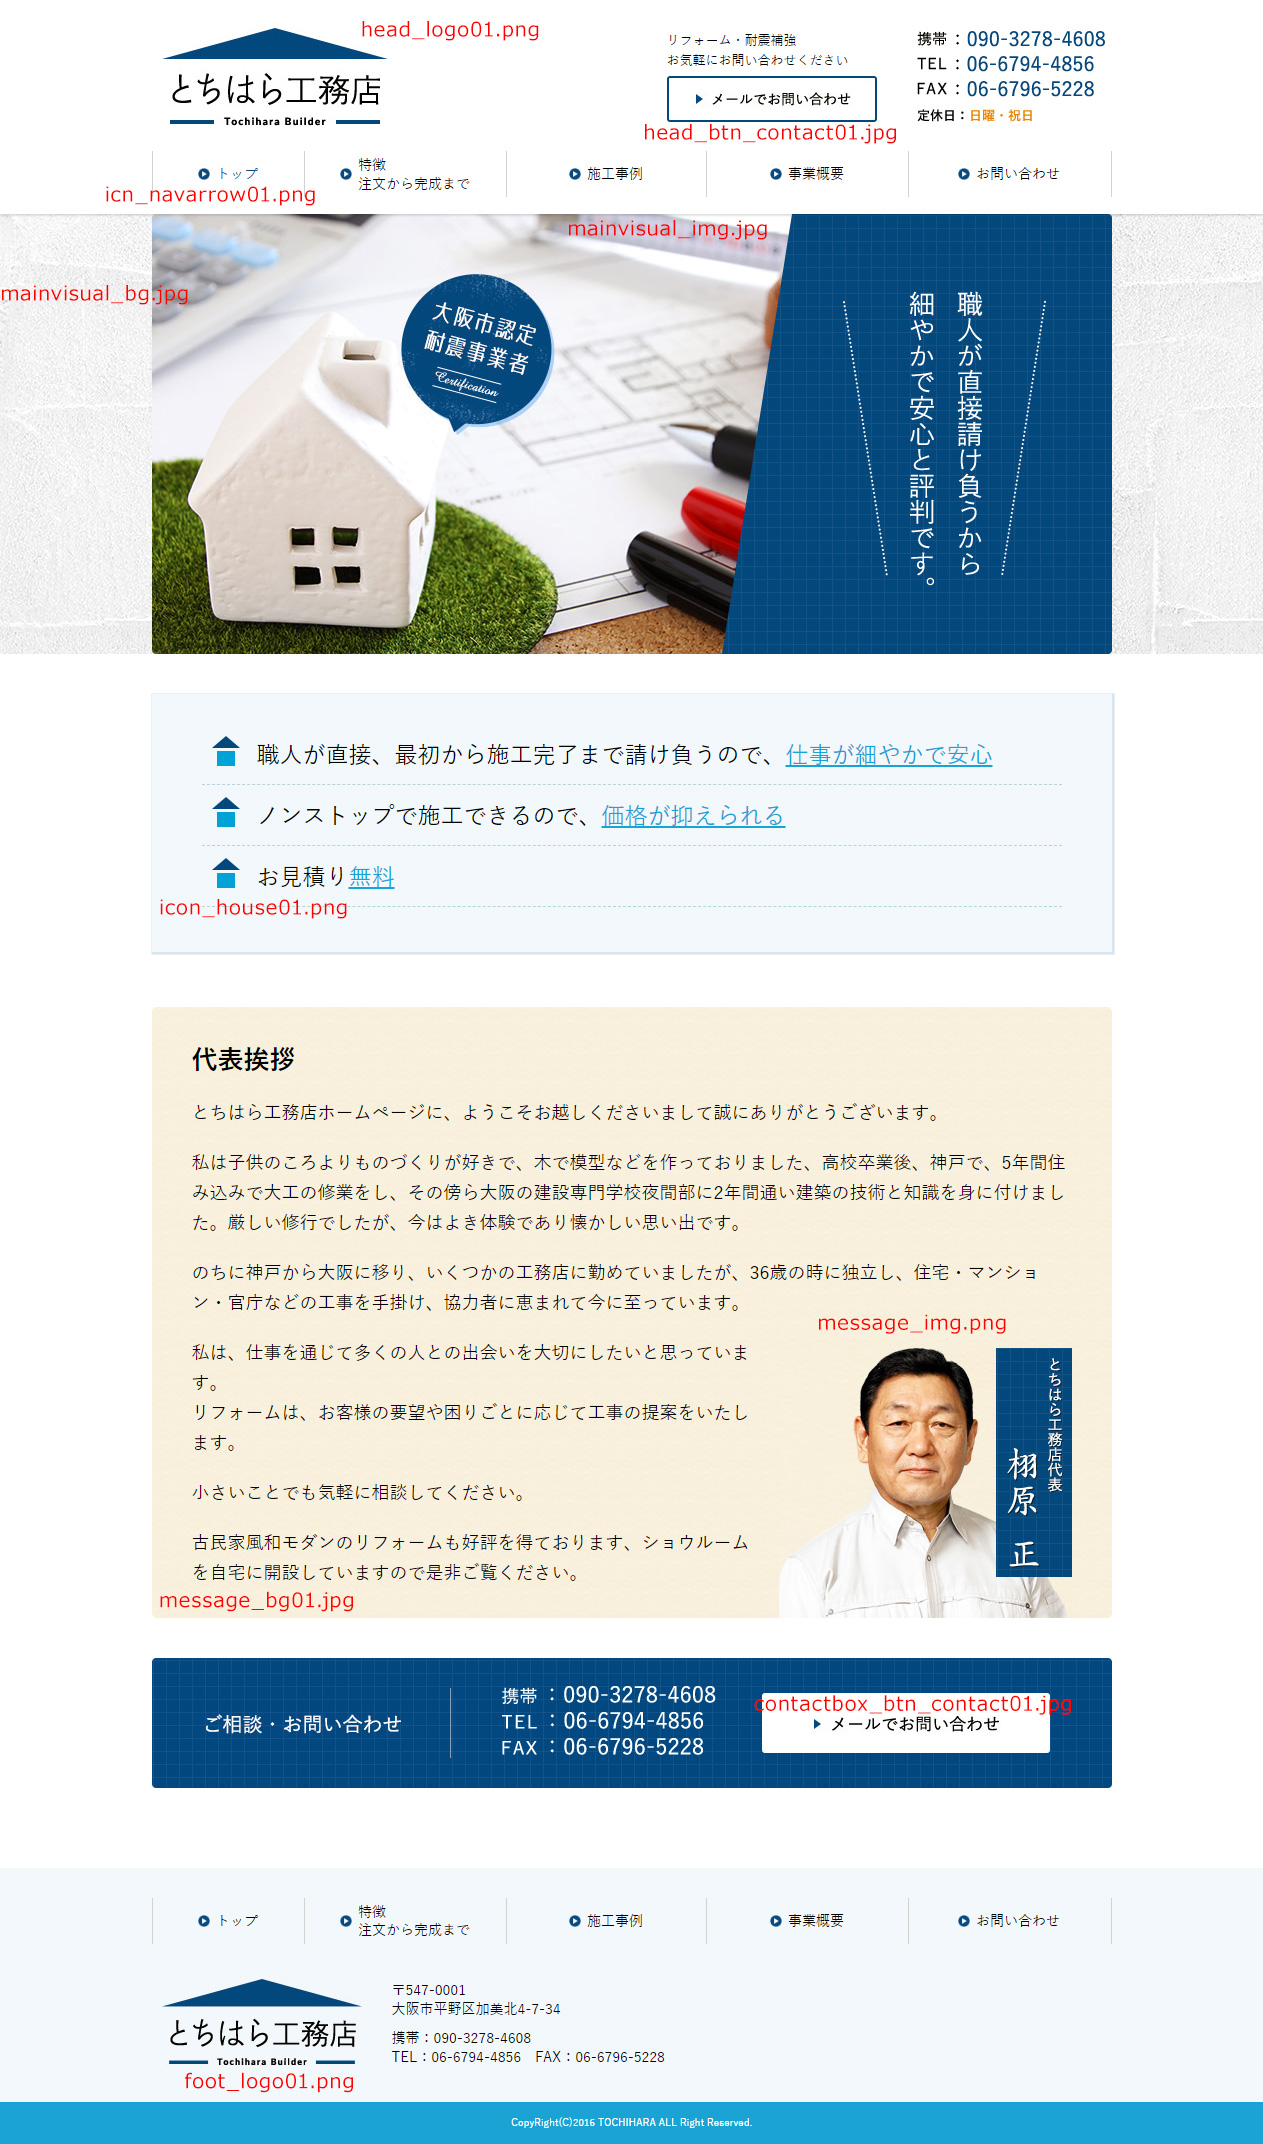 head_logo01.png
とちはら工務店
Tochihara Builder
リフォーム・耐震補強
お気軽にお問い合わせください
メールでお問い合わせ
head_btn_contact01.jpg
携帯 : 090-3278-4608
TEL : 06-6794-4856
FAX : 06-6796-5228
定休日:日曜・祝日
トップ
特徴
注文から完成まで
施工事例
事業概要
お問い合わせ
icn_navarrow01.png
mainvisual_img.jpg
mainvisual_bg.jpg
大阪市認定
耐震事業者
Certification
職人が直接請け負うから
細やかで安心と評判です。
職人が直接、最初から施工完了まで請け負うので、仕事が細やかで安心
ノンストップで施工できるので、価格が抑えられる
お見積り無料
icon_house01.png
代表挨拶
とちはら工務店ホームページに、ようこそお越しくださいまして誠にありがとうございます。
私は子供のころよりものづくりが好きで、木で模型などを作っておりました、高校卒業後、神戸で、5年間住
み込みで大工の修業をし、その傍ら大阪の建設専門学校夜間部に2年間通い建築の技術と知識を身に付けまし
た。厳しい修行でしたが、今はよき体験であり懐かしい思い出です。
のちに神戸から大阪に移り、いくつかの工務店に勤めていましたが、36歳の時に独立し、住宅・マンショ
ン・官庁などの工事を手掛け、協力者に恵まれて今に至っています。
message_img.png
私は、仕事を通じて多くの人との出会いを大切にしたいと思っていま
す。
リフォームは、お客様の要望や困りごとに応じて工事の提案をいたし
ます。
小さいことでも気軽に相談してください。
古民家風和モダンのリフォームも好評を得ております、ショウルーム
を自宅に開設していますので是非ご覧ください。
とちはら工務店代表
栩原 正
message_bg01.jpg
ご相談・お問い合わせ
携帯 : 090-3278-4608
TEL : 06-6794-4856
FAX : 06-6796-5228
contactbox_btn_contact01.jpg
メールでお問い合わせ
トップ
特徴
注文から完成まで
施工事例
事業概要
お問い合わせ
とちはら工務店
Tochihara Builder
foot_logo01.png
〒547-0001
大阪市平野区加美北4-7-34
携帯:090-3278-4608
TEL:06-6794-4856 FAX:06-6796-5228
CopyRight(C)2016 TOCHIHARA ALL Right Reserved.